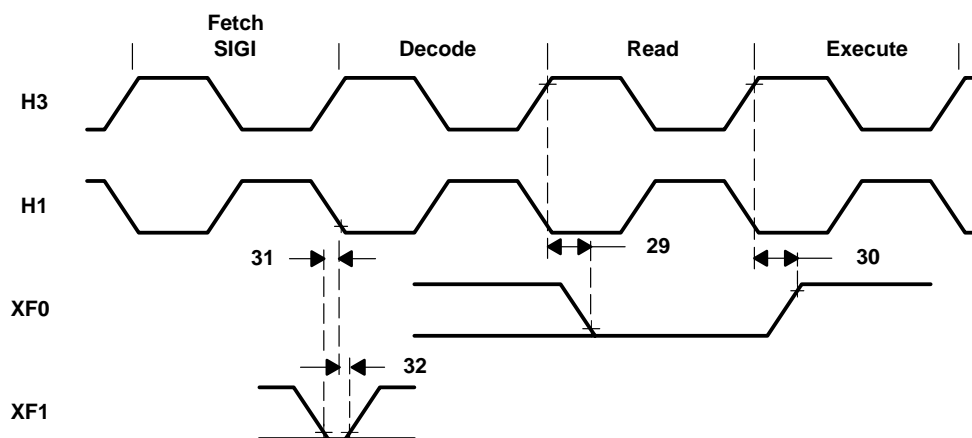 Fetch
SIGI
Decode
Read
Execute
H3
H1
31
29
30
XF0
32
XF1